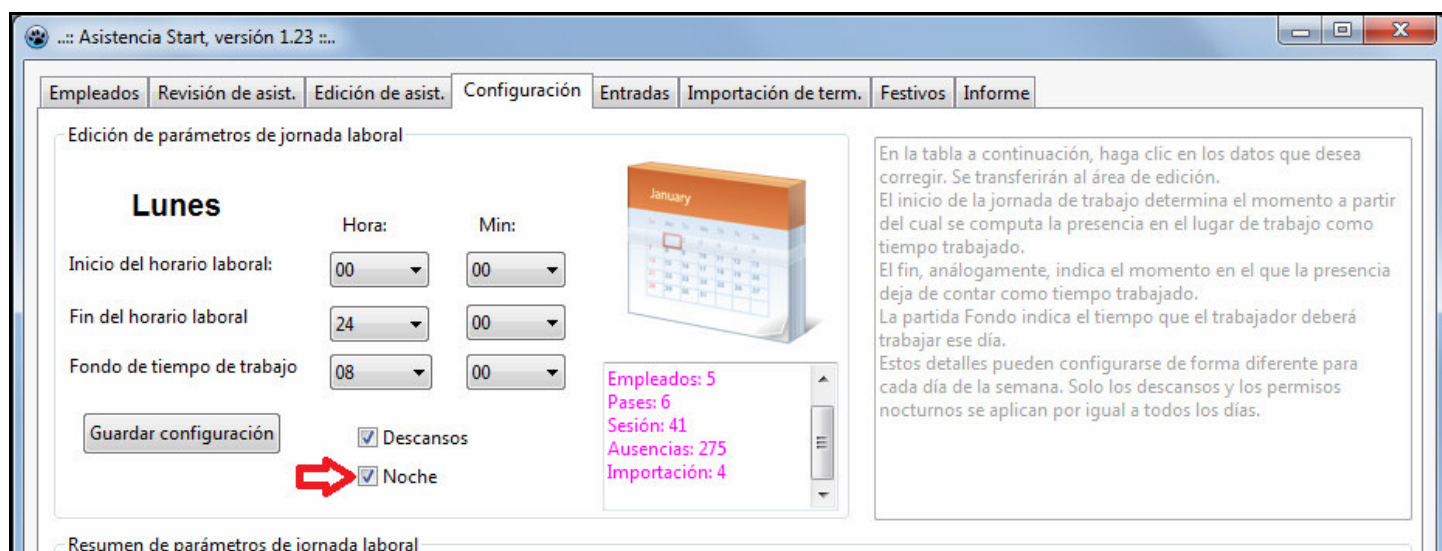 ..:: Asistencia Start, versión 1.23 ::..
Empleados Revisión de asist. Edición de asist. Configuración Entradas Importación de term. Festivos Informe
Edición de parámetros de jornada laboral
Lunes
Hora: Min:
Inicio del horario laboral: 00 00
Fin del horario laboral 24 00
Fondo de tiempo de trabajo 08 00
Guardar configuración
Descansos
Noche
January
Empleados: 5
Pases: 6
Sesión: 41
Ausencias: 275
Importación: 4
En la tabla a continuación, haga clic en los datos que desea
corregir. Se transferirán al área de edición.
El inicio de la jornada de trabajo determina el momento a partir
del cual se computa la presencia en el lugar de trabajo como
tiempo trabajado.
El fin, análogamente, indica el momento en el que la presencia
deja de contar como tiempo trabajado.
La partida Fondo indica el tiempo que el trabajador deberá
trabajar ese día.
Estos detalles pueden configurarse de forma diferente para
cada día de la semana. Solo los descansos y los permisos
nocturnos se aplican por igual a todos los días.
Resumen de parámetros de jornada laboral